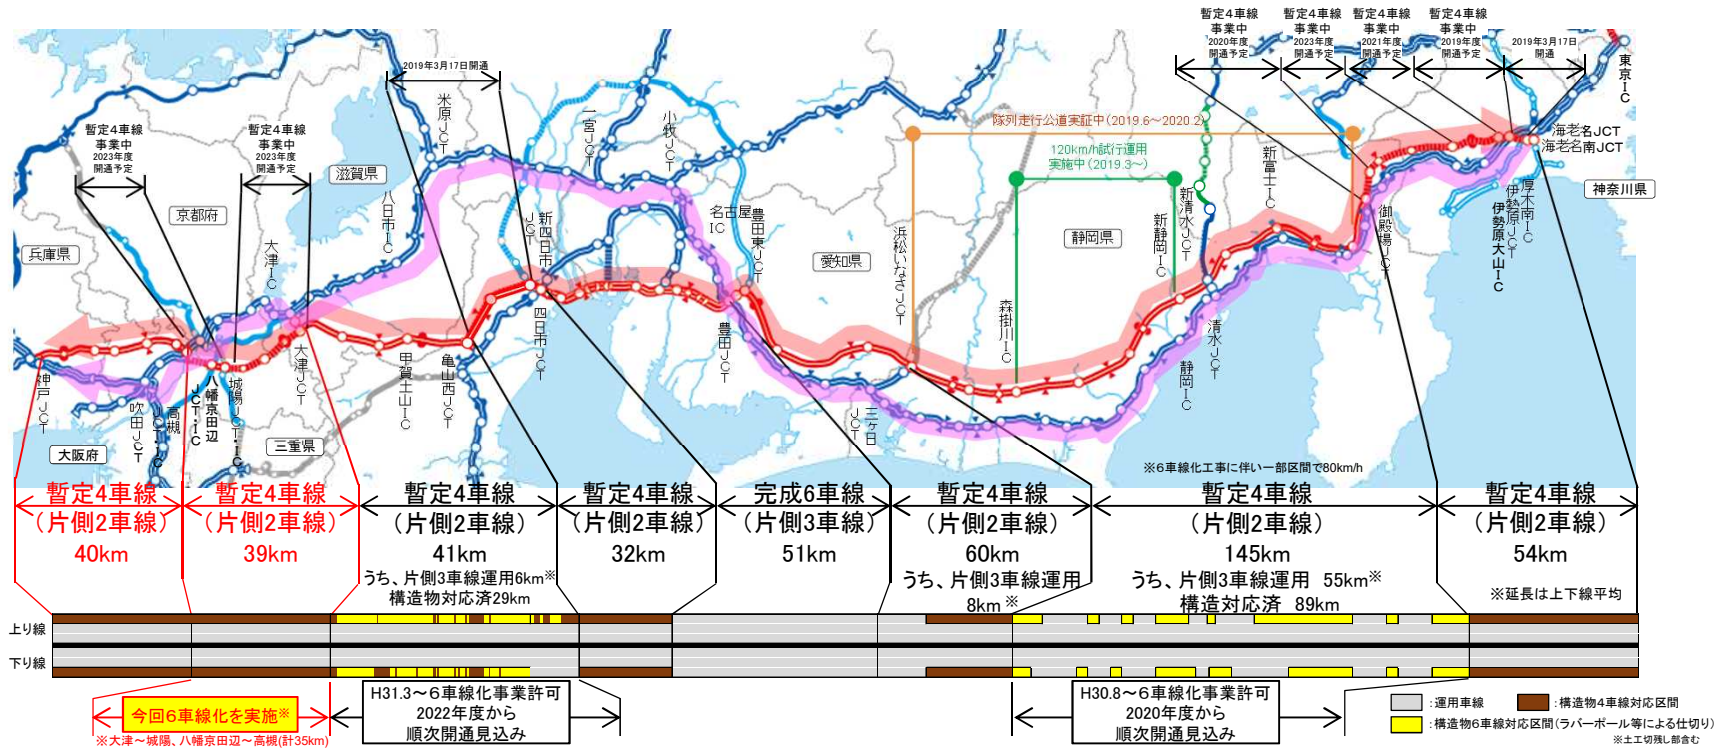 暫定4車線
事業中
2020年度
開通予定
暫定4車線
事業中
2023年度
開通予定
暫定4車線
事業中
2021年度
開通予定
暫定4車線
事業中
2019年度
開通予定
2019年3月17日
開通
東京IC
2019年3月17日開通
米原JCT
一宮JCT
小牧JCT
隊列走行公道実証中(2019.6～2020.2)
120km/h試行運用
実施中(2019.3～)
海老名JCT
海老名南JCT
暫定4車線
事業中
2023年度
開通予定
暫定4車線
事業中
2023年度
開通予定
滋賀県
京都府
兵庫県
八日市IC
大津IC
新四日市
JCT
名古屋
IC
豊田東JCT
愛知県
浜松いなさJCT
静岡県
新静岡IC
新清水JCT
新富士IC
御殿場JCT
伊勢原大山IC
伊勢原JCT
厚木南IC
神奈川県
森掛川IC
神戸JCT
吹田JCT
高槻
JCT・IC
八幡京田辺
JCT・IC
城陽JCT・IC
大津JCT
甲賀土山IC
亀山西JCT
四日市JCT
豊田JCT
三ヶ日
JCT
静岡IC
清水JCT
大阪府
三重県
※6車線化工事に伴い一部区間で80km/h
暫定4車線
(片側2車線)
40km
暫定4車線
(片側2車線)
39km
暫定4車線
(片側2車線)
41km
うち、片側3車線運用6km※
構造物対応済29km
暫定4車線
(片側2車線)
32km
完成6車線
(片側3車線)
51km
暫定4車線
(片側2車線)
60km
うち、片側3車線運用
8km※
暫定4車線
(片側2車線)
145km
うち、片側3車線運用 55km※
構造対応済 89km
暫定4車線
(片側2車線)
54km
※延長は上下線平均
上り線
下り線
今回6車線化を実施※
※大津～城陽、八幡京田辺～高槻(計35km)
H31.3～6車線化事業許可
2022年度から
順次開通見込み
H30.8～6車線化事業許可
2020年度から
順次開通見込み
:運用車線
:構造物4車線対応区間
:構造物6車線対応区間(ラバーポール等による仕切り)
※土工切残し部含む